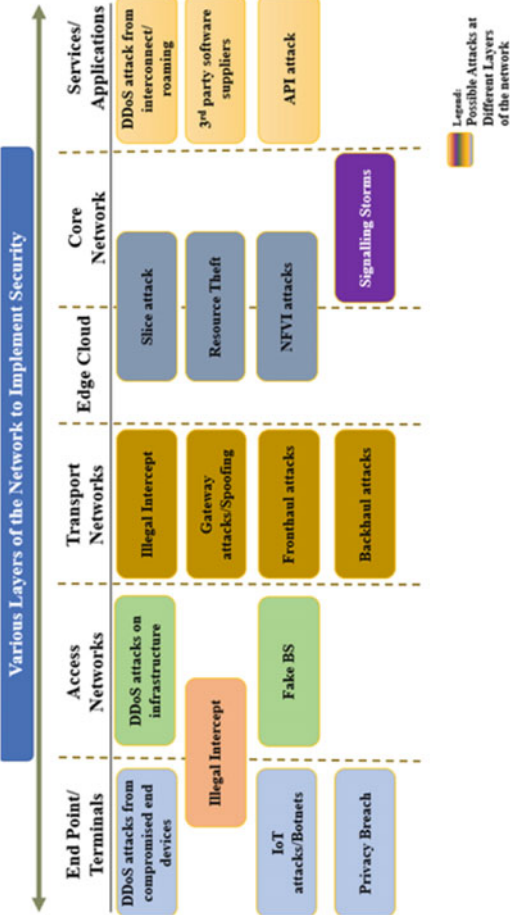 Various Layers of the Network to Implement Security
End Point/
Terminals
Access
Networks
Transport
Networks
Edge Cloud
Core
Network
Services/
Applications
DDoS attacks from
compromised end
devices
DDoS attacks on
infrastructure
Illegal Intercept
Slice attack
DDoS attack from
interconnect/
roaming
Illegal Intercept
Gateway
attacks/Spoofing
Resource Theft
3rd party software
suppliers
IoT
attacks/Botnets
Fake BS
Fronthaul attacks
NFVI attacks
API attack
Privacy Breach
Backhaul attacks
Signalling Storms
Legend:
Possible Attacks at
Different Layers
of the network